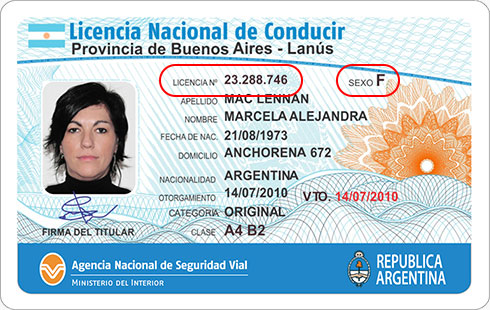 Licencia Nacional de Conducir
Provincia de Buenos Aires - Lanús
LICENCIA Nº 23.288.746 SEXO F
APELLIDO MAC LENNAN
NOMBRE MARCELA ALEJANDRA
FECHA DE NAC. 21/08/1973
DOMICILIO ANCHORENA 672
NACIONALIDAD ARGENTINA
OTORGAMIENTO 14/07/2010 VTO. 14/07/2010
CATEGORIA ORIGINAL
FIRMA DEL TITULAR CLASE A4 B2
Agencia Nacional de Seguridad Vial
MINISTERIO DEL INTERIOR
REPUBLICA
ARGENTINA